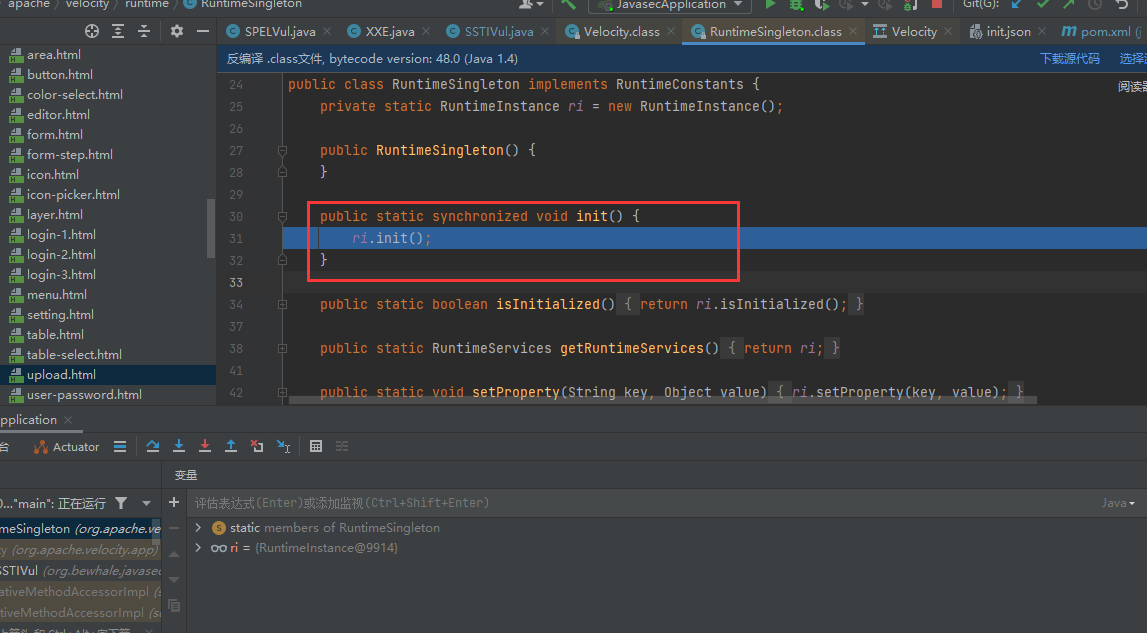 apache velocity runtime RuntimeSingleton
JavasecApplication Git(G):
SPELVul.java XXE.java SSTIVul.java Velocity.class RuntimeSingleton.class Velocity init.json pom.xml
area.html
button.html
color-select.html
editor.html
form.html
form-step.html
icon.html
icon-picker.html
layer.html
login-1.html
login-2.html
login-3.html
menu.html
setting.html
table.html
table-select.html
upload.html
user-password.html
反编译 .class文件, bytecode version: 48.0 (Java 1.4) 下载源代码
24 public class RuntimeSingleton implements RuntimeConstants {
25 private static RuntimeInstance ri = new RuntimeInstance();
26
27 public RuntimeSingleton() {
28 }
29
30 public static synchronized void init() {
31 ri.init();
32 }
33
34 public static boolean isInitialized() { return ri.isInitialized(); }
37
38 public static RuntimeServices getRuntimeServices() { return ri; }
41
42 public static void setProperty(String key, Object value) { ri.setProperty(key, value); }
pplication
台 Actuator
变量
0..."main": 正在运行
评估表达式(Enter)或添加监视(Ctrl+Shift+Enter) Java
meSingleton (org.apache.ve
static members of RuntimeSingleton
ri = {RuntimeInstance@9914}
(org.apache.velocity.app)
SSTIVul (org.bewhale.javasec
ativeMethodAccessorImpl (s
tiveMethodAccessorImpl (su